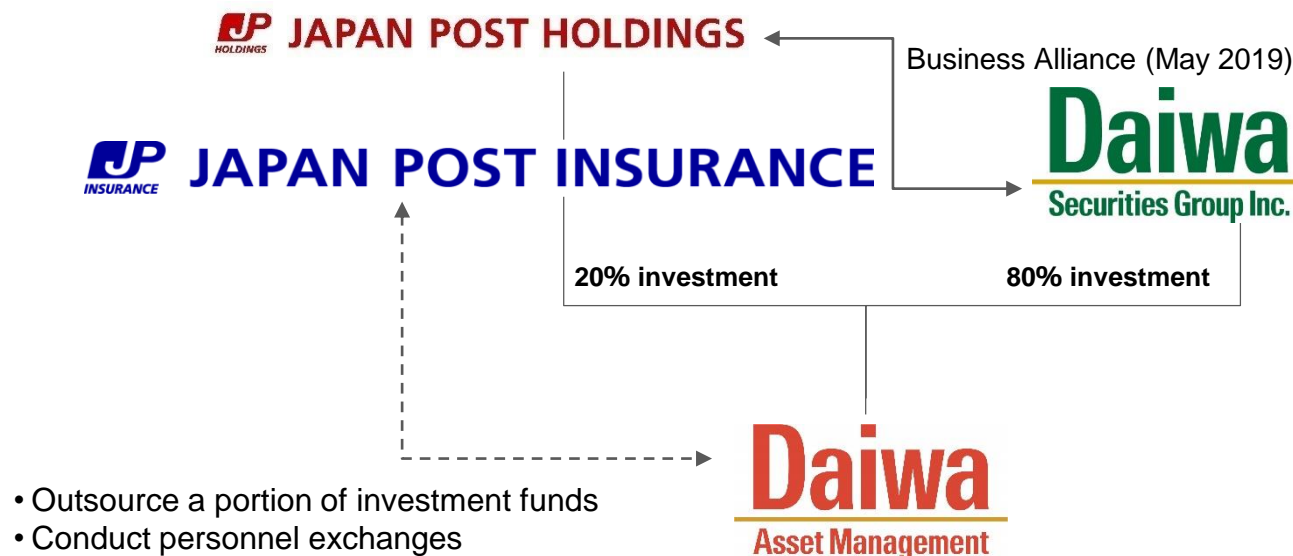 JP HOLDINGS JAPAN POST HOLDINGS
Business Alliance (May 2019)
JP INSURANCE JAPAN POST INSURANCE
Daiwa
Securities Group Inc.
20% investment
80% investment
Daiwa
Asset Management
• Outsource a portion of investment funds
• Conduct personnel exchanges